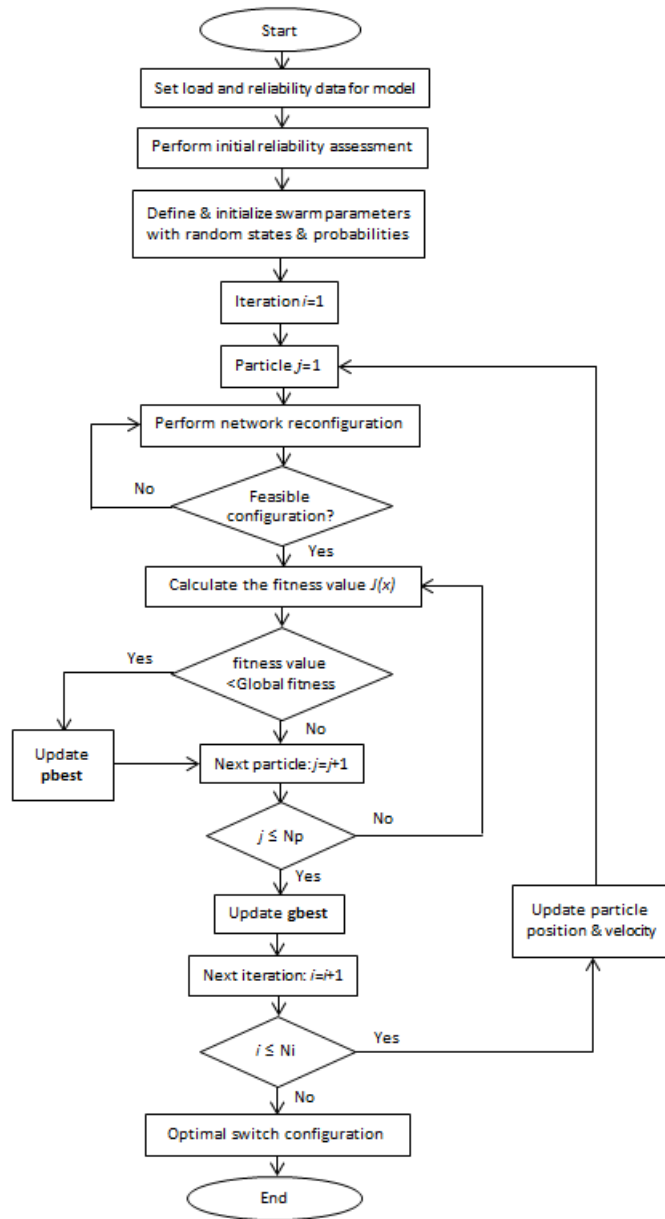 Start
Set load and reliability data for model
Perform initial reliability assessment
Define & initialize swarm parameters
with random states & probabilities
Iteration i=1
Particle j=1
Perform network reconfiguration
No
Feasible
configuration?
Yes
Calculate the fitness value J(x)
Yes
fitness value
<Global fitness
No
Update
pbest
Next particle: j=j+1
No
j ≤ Np
Yes
Update gbest
Update particle
position & velocity
Next iteration: i=i+1
Yes
i ≤ Ni
No
Optimal switch configuration
End